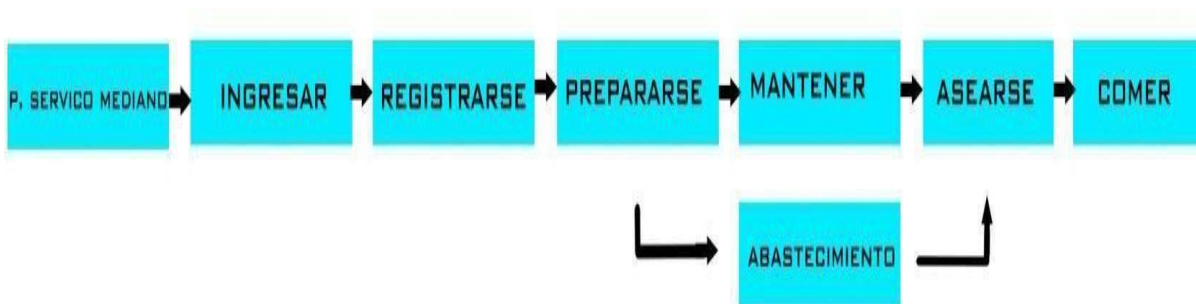 P. SERVICO MEDIANO
INGRESAR
REGISTRARSE
PREPARARSE
MANTENER
ASEARSE
COMER
ABASTECIMIENTO